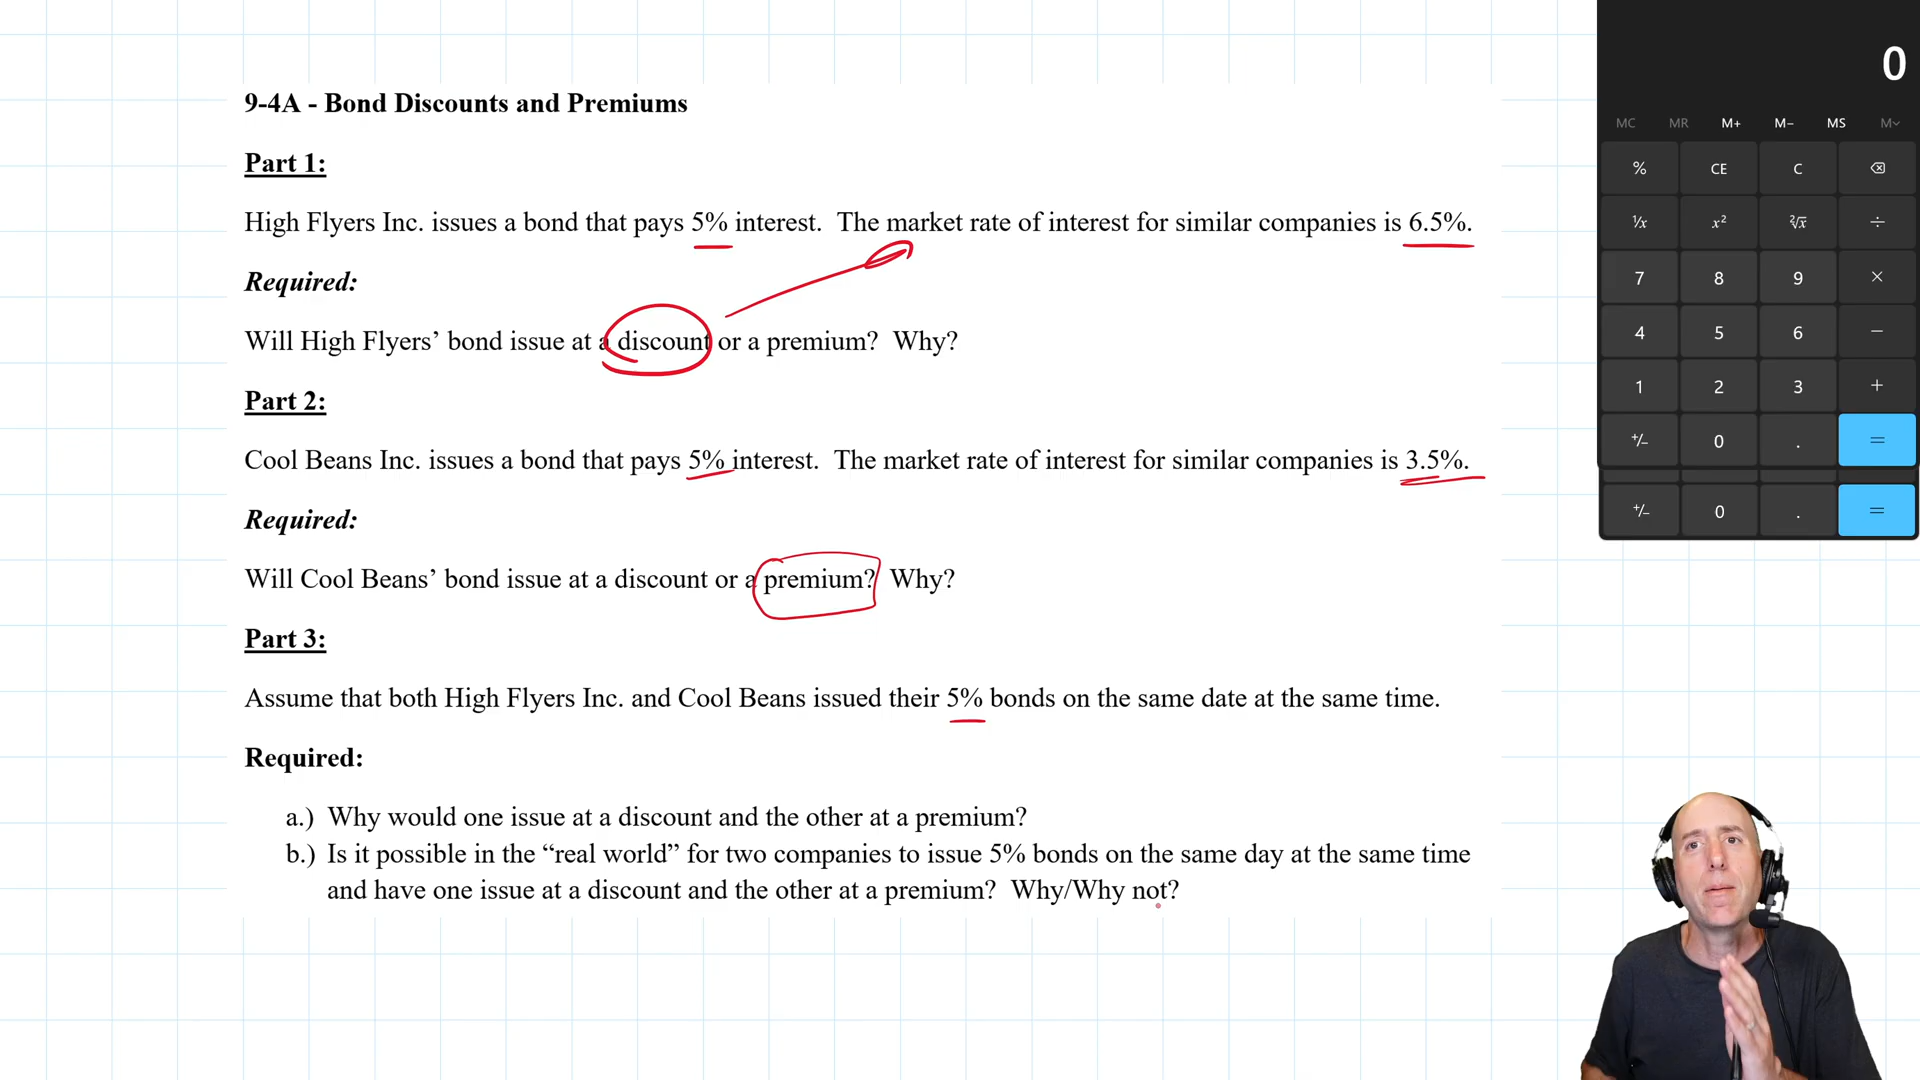 9-4A - Bond Discounts and Premiums
Part 1:
High Flyers Inc. issues a bond that pays 5% interest.  The market rate of interest for similar companies is 6.5%.
Required:
Will High Flyers’ bond issue at a discount or a premium?  Why?
Part 2:
Cool Beans Inc. issues a bond that pays 5% interest.  The market rate of interest for similar companies is 3.5%.
Required:
Will Cool Beans’ bond issue at a discount or a premium?  Why?
Part 3:
Assume that both High Flyers Inc. and Cool Beans issued their 5% bonds on the same date at the same time.
Required:
a.) Why would one issue at a discount and the other at a premium?
b.) Is it possible in the “real world” for two companies to issue 5% bonds on the same day at the same time
and have one issue at a discount and the other at a premium?  Why/Why not?
0
MC MR M+ M− MS M˅
% CE C ⌫
¹/x x² ²√x ÷
7 8 9 ×
4 5 6 −
1 2 3 +
+/− 0 . =
+/− 0 . =